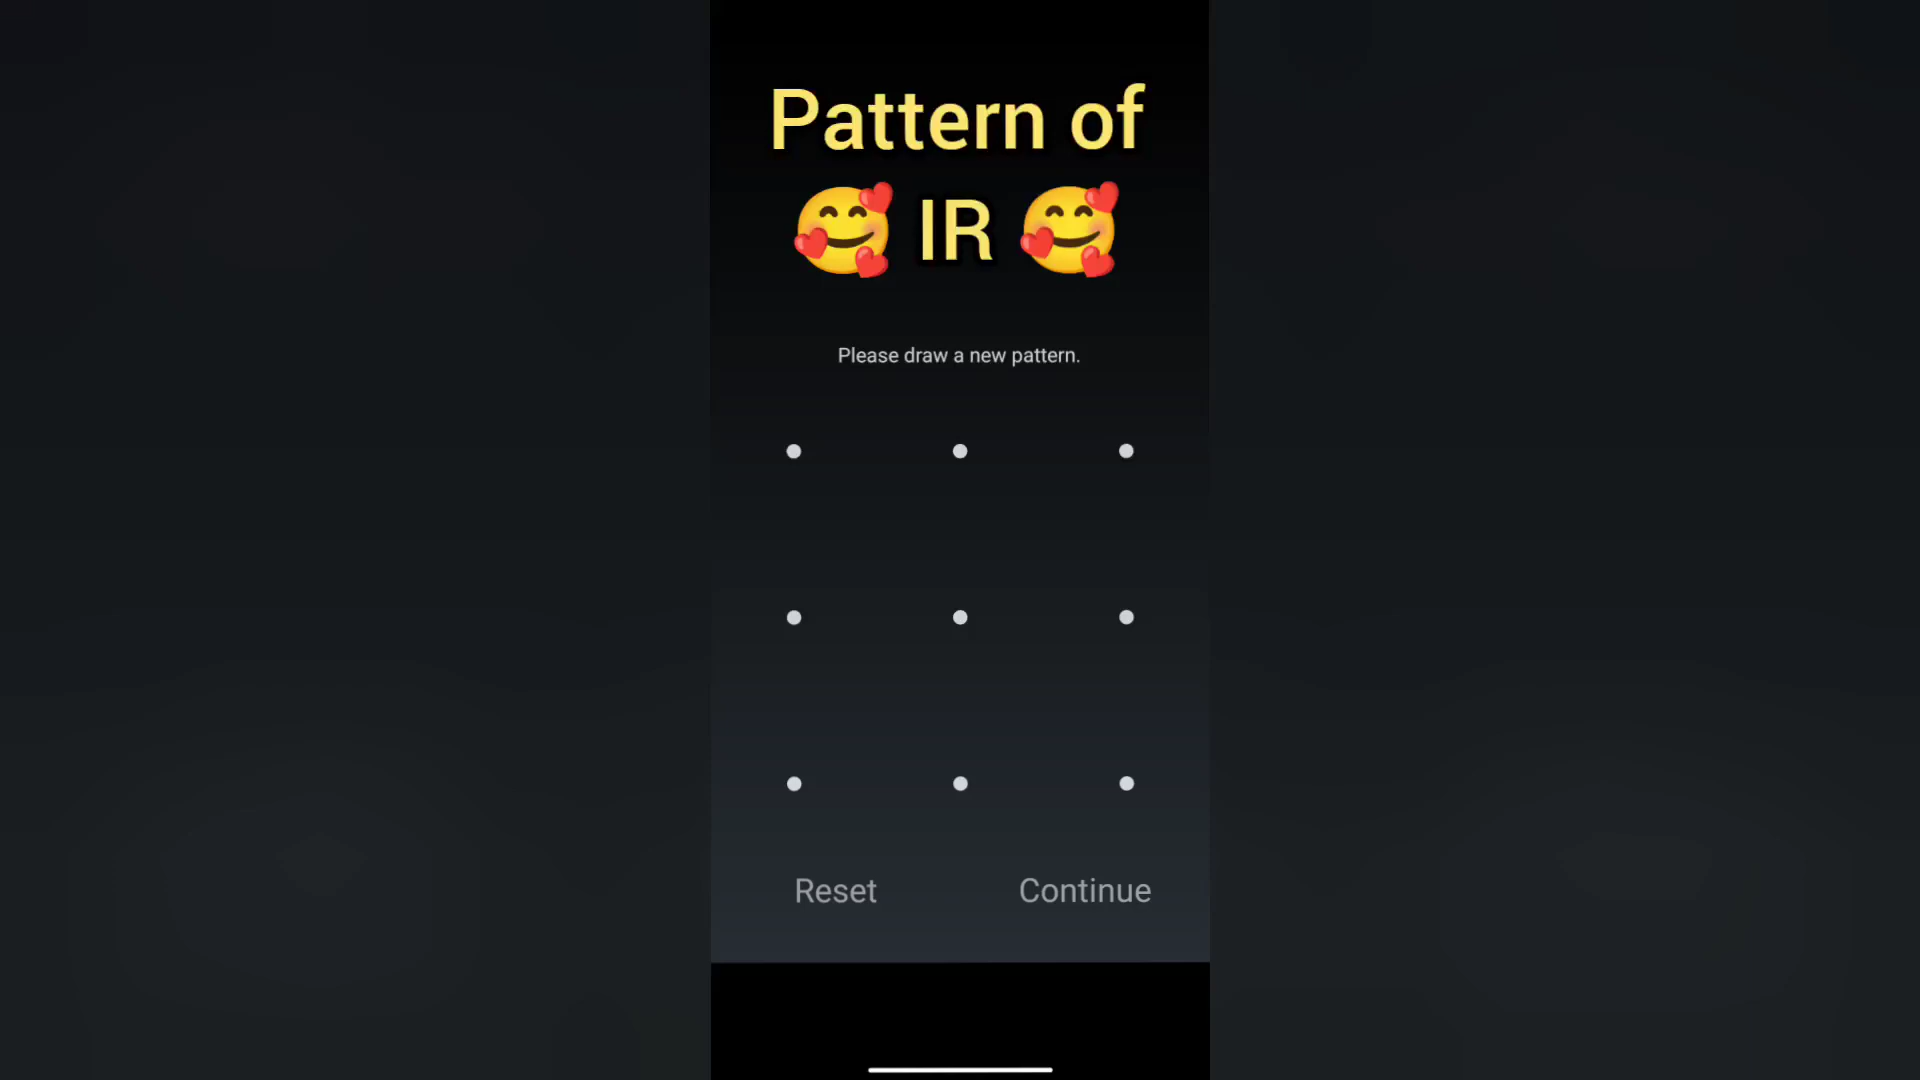 Pattern of
🥰 IR 🥰
Please draw a new pattern.
Reset Continue